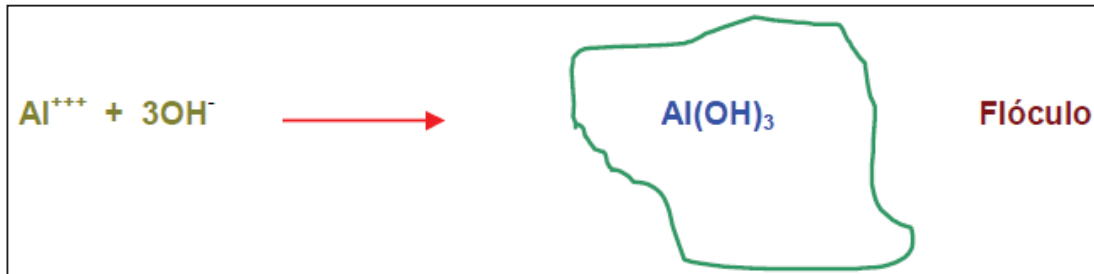 Al⁺⁺⁺ + 3OH⁻ Al(OH)₃ Flóculo